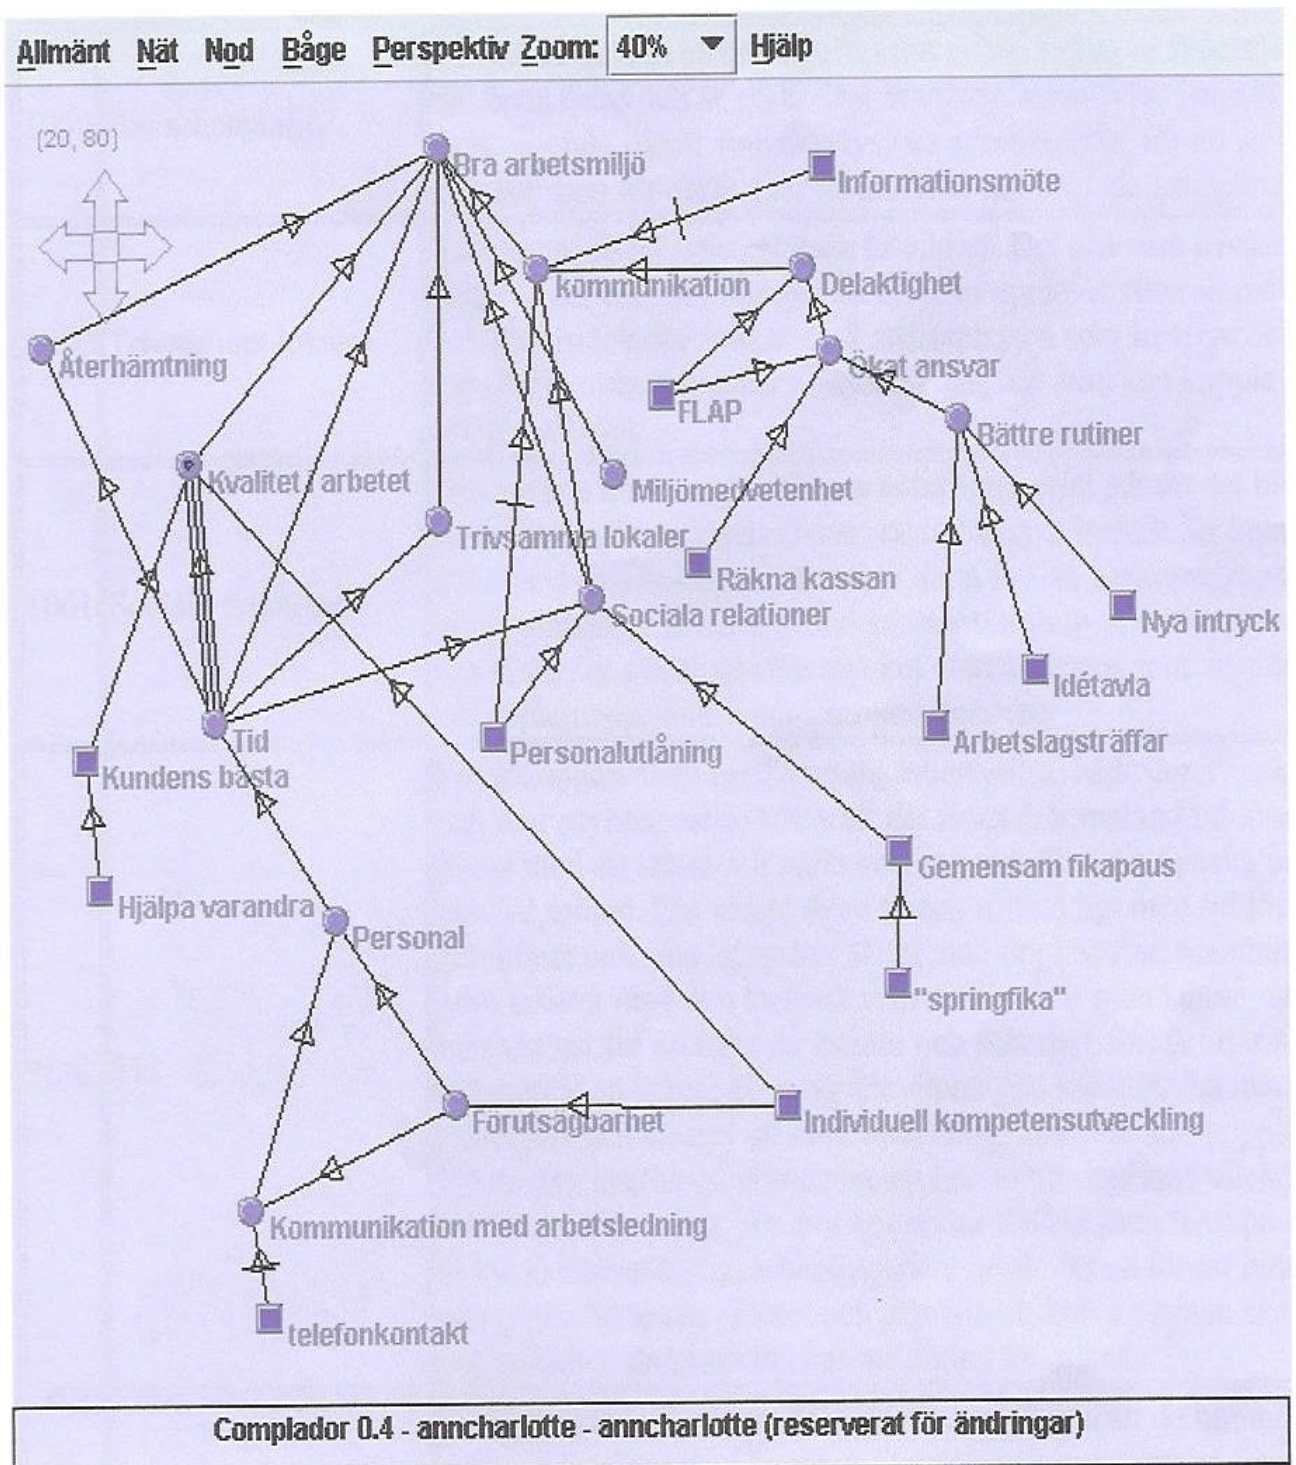 Allmänt Nät Nod Båge Perspektiv Zoom: 40% Hjälp
[20, 80]
Bra arbetsmiljö
Informationsmöte
kommunikation
Delaktighet
Återhämtning
Ökat ansvar
FLAP
Bättre rutiner
Kvalitet i arbetet
Miljömedvetenhet
Trivsamma lokaler
Räkna kassan
Sociala relationer
Nya intryck
Idétavla
Tid
Personalutlåning
Arbetslagsträffar
Kundens bästa
Gemensam fikapaus
Hjälpa varandra
Personal
"springfika"
Förutsägbarhet
Individuell kompetensutveckling
Kommunikation med arbetsledning
telefonkontakt
Complador 0.4 - anncharlotte - anncharlotte (reserverat för ändringar)